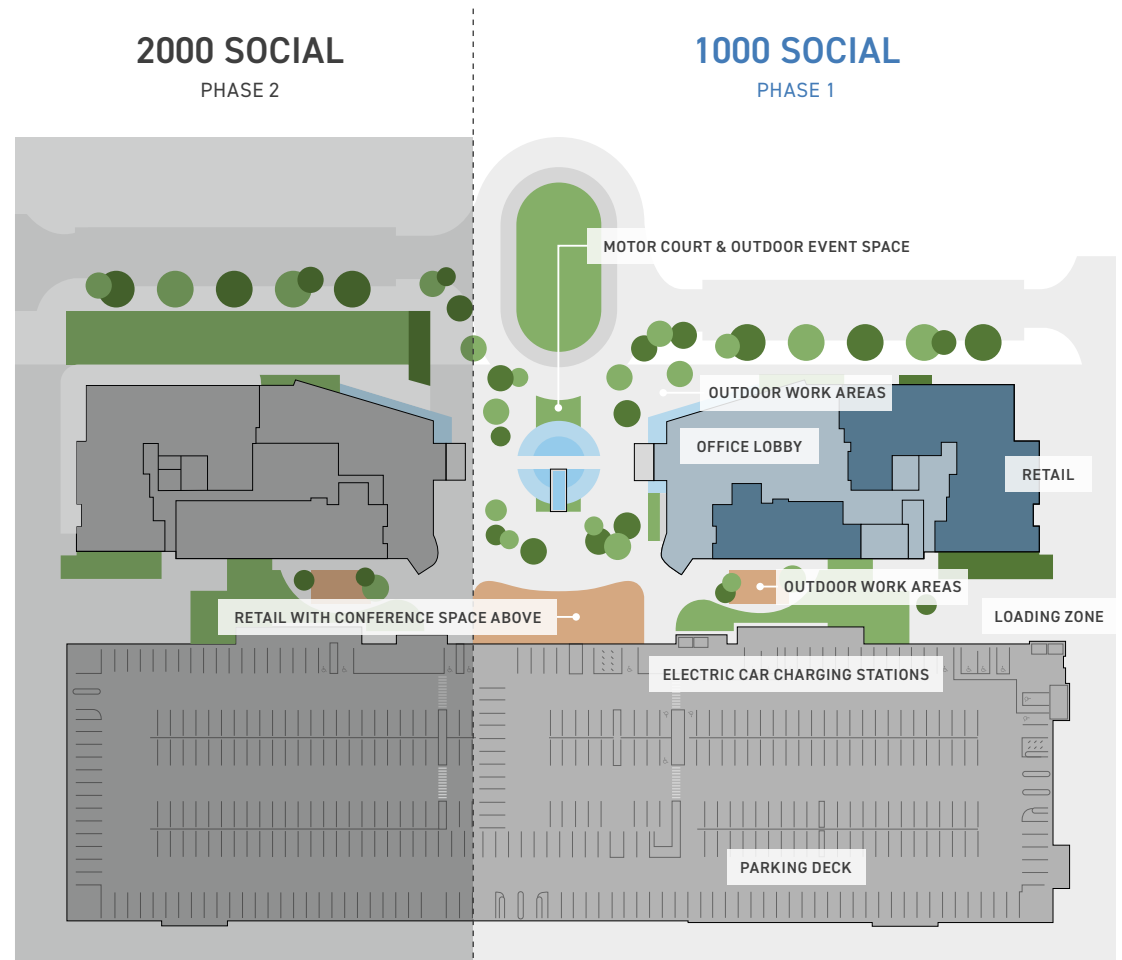 2000 SOCIAL
PHASE 2
1000 SOCIAL
PHASE 1
MOTOR COURT & OUTDOOR EVENT SPACE
OUTDOOR WORK AREAS
OFFICE LOBBY
RETAIL
OUTDOOR WORK AREAS
RETAIL WITH CONFERENCE SPACE ABOVE
LOADING ZONE
ELECTRIC CAR CHARGING STATIONS
PARKING DECK